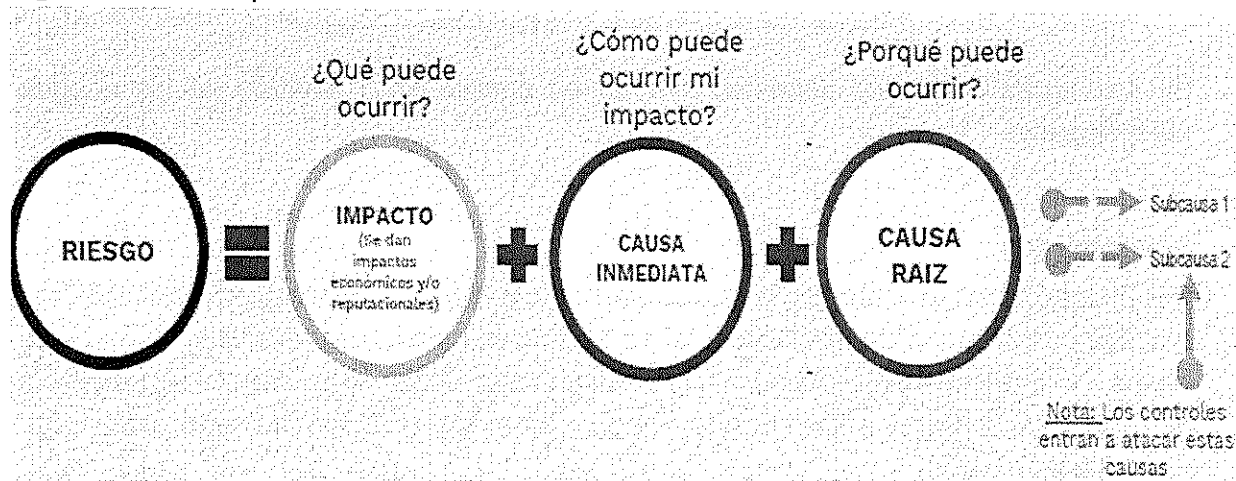 ¿Qué puede
ocurrir?
¿Cómo puede
ocurrir mi
impacto?
¿Porqué puede
ocurrir?
RIESGO
IMPACTO
(Se dan
impactos
económicos y/o
reputacionales)
CAUSA
INMEDIATA
CAUSA
RAIZ
Subcausa 1
Subcausa 2
Nota: Los controles
entran a atacar estas
causas